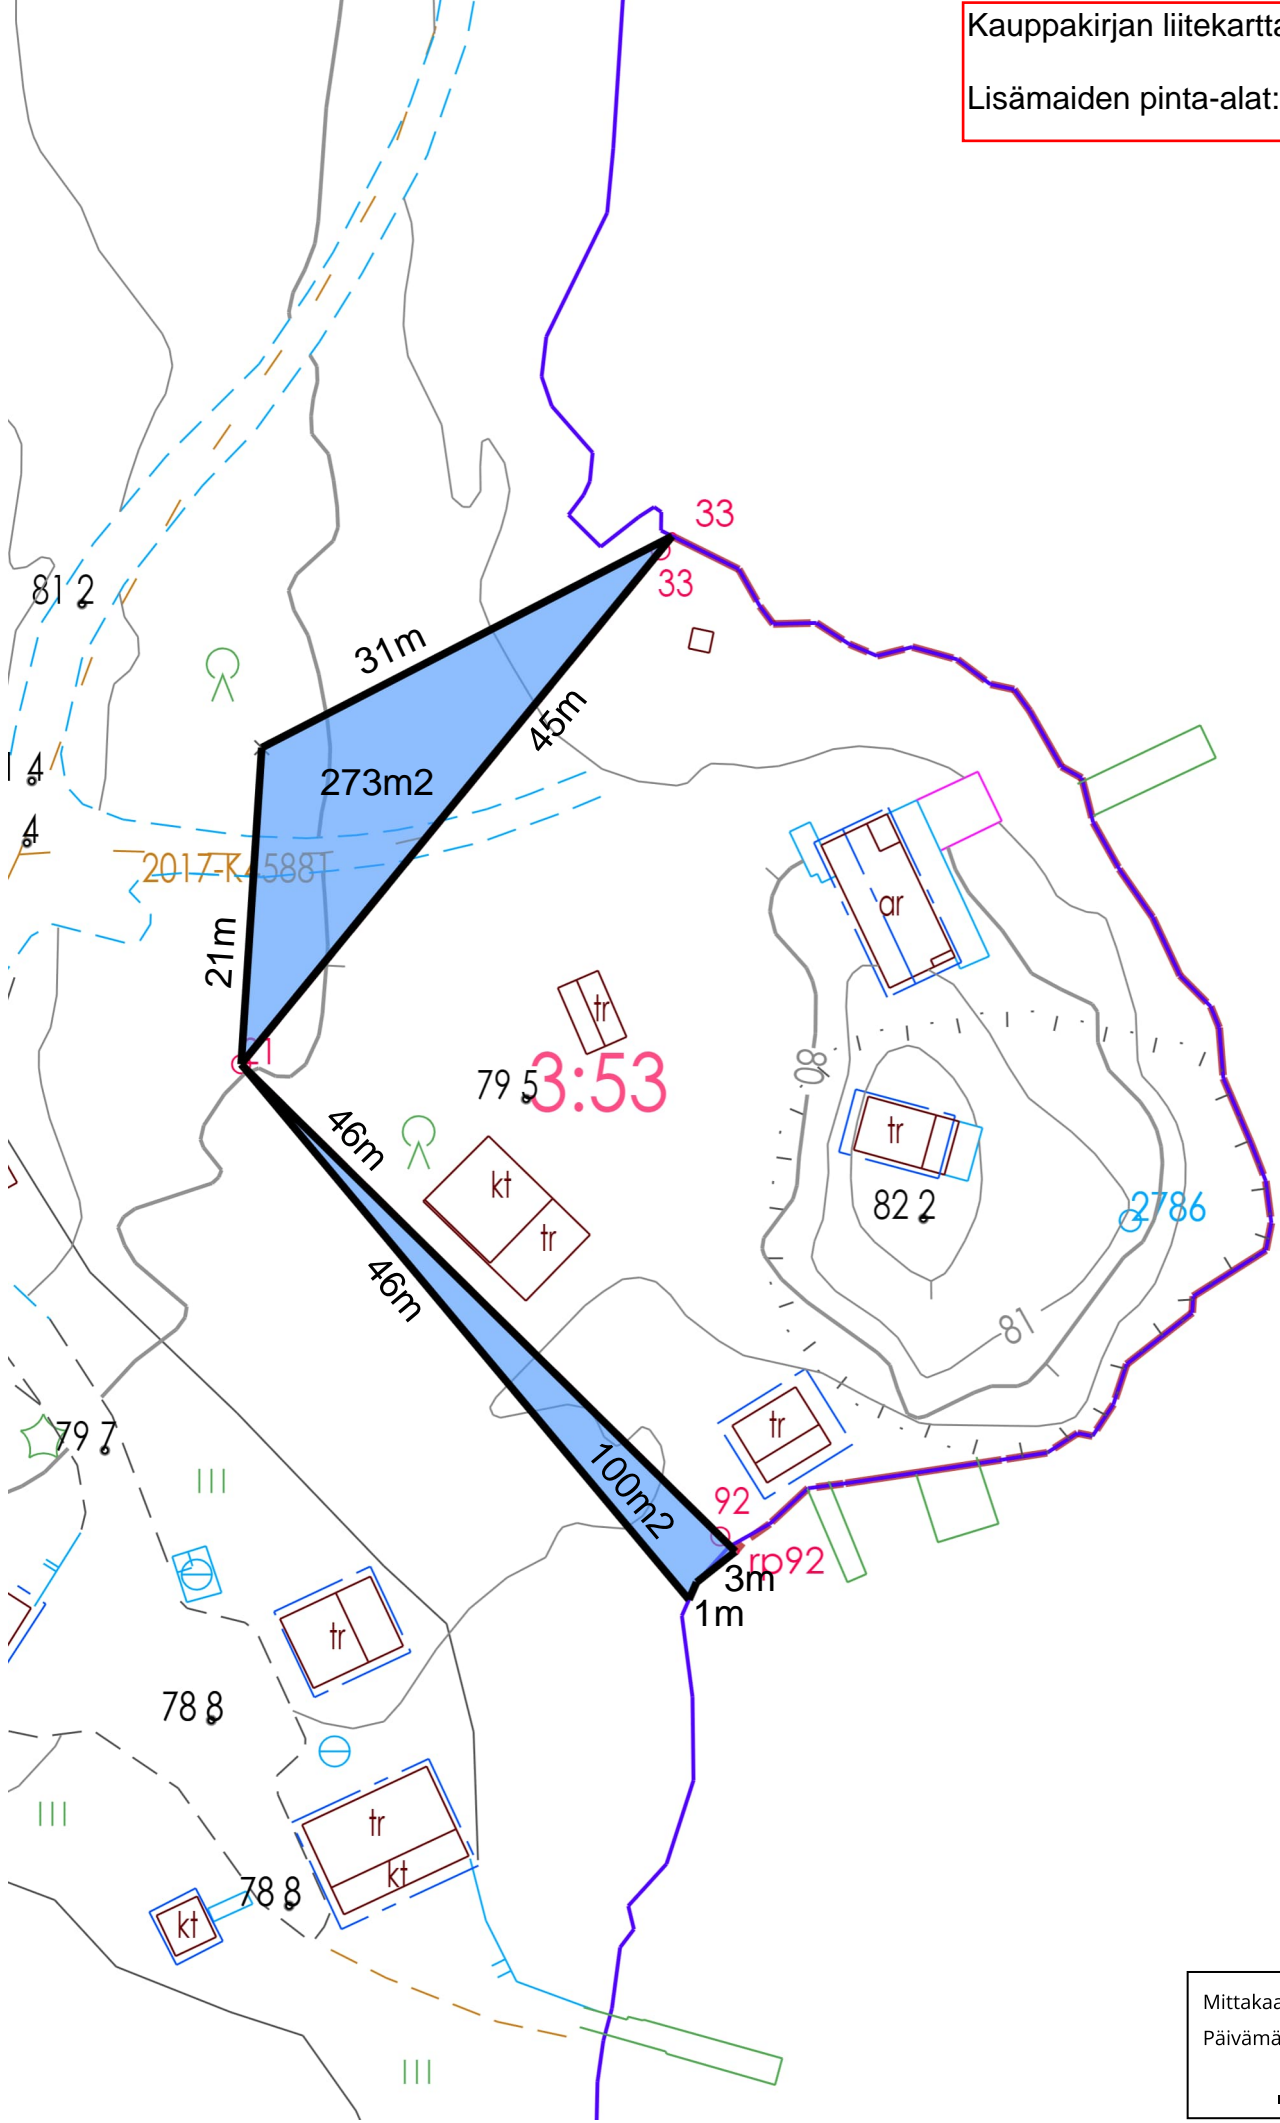 Kauppakirjan liitekartta
Lisämaiden pinta-alat:
33
33
81 2
31m
45m
4
273m2
4
2017-K45881
ar
21m
tr
21
80
79 5
3:53
46m
kt
tr
tr
82 2
2786
46m
81
79 7
tr
100m2
92
rp92
3m
1m
tr
78 8
tr
kt
78 8
kt
Mittakaa
Päivämä